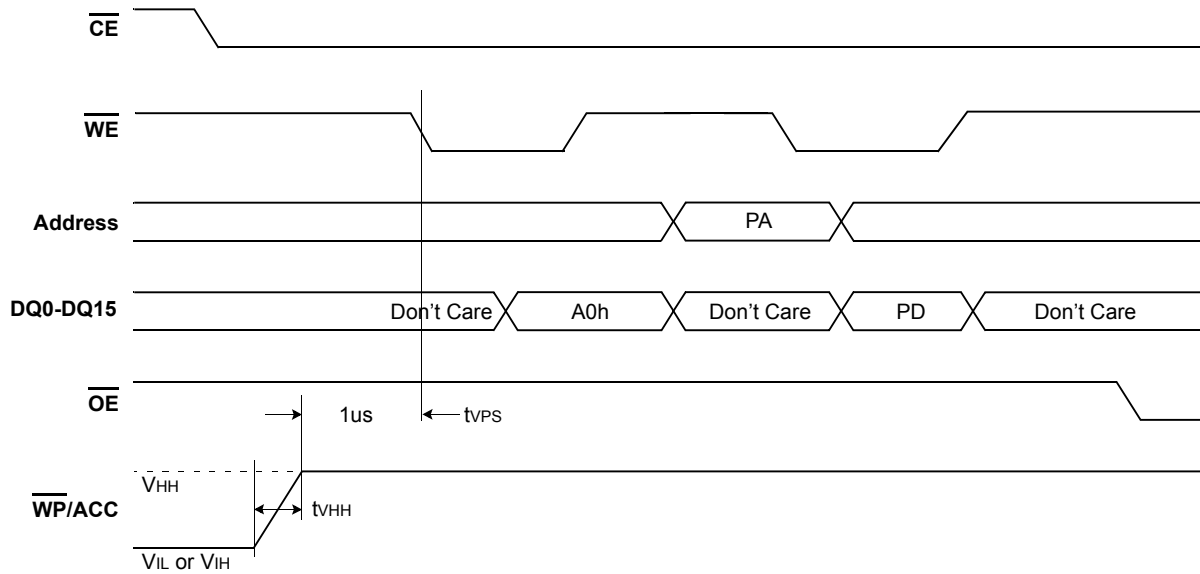 CE
WE
Address
PA
DQ0-DQ15
Don't Care
A0h
Don't Care
PD
Don't Care
OE
1us
tVPS
VHH
WP/ACC
tVHH
VIL or VIH